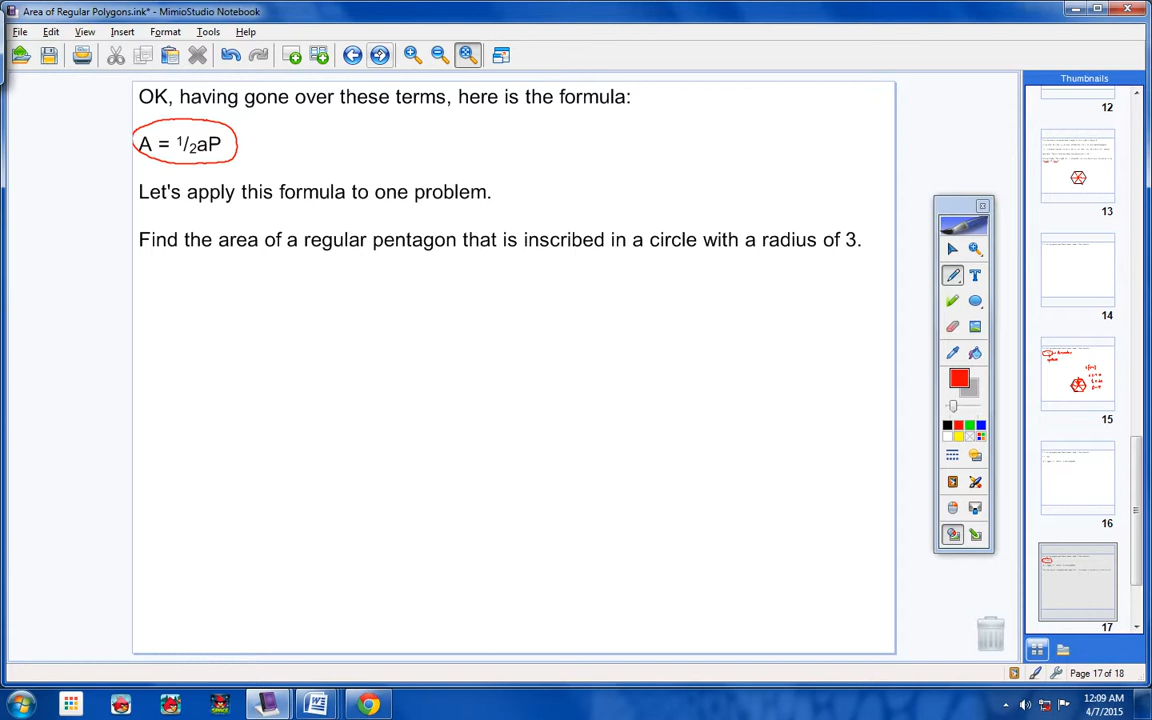 Area of Regular Polygons.ink* - MimioStudio Notebook
File Edit View Insert Format Tools Help
OK, having gone over these terms, here is the formula:
A = 1/2aP
Let's apply this formula to one problem.
Find the area of a regular pentagon that is inscribed in a circle with a radius of 3.
Thumbnails
12
13
14
15
16
17
Page 17 of 18
12:09 AM
4/7/2015